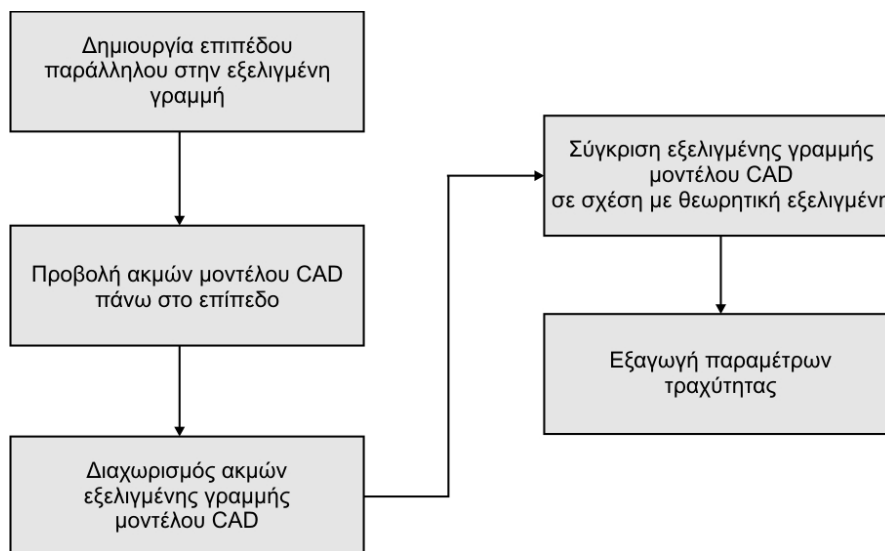 Δημιουργία επιπέδου
παράλληλου στην εξελιγμένη
γραμμή
Προβολή ακμών μοντέλου CAD
πάνω στο επίπεδο
Διαχωρισμός ακμών
εξελιγμένης γραμμής
μοντέλου CAD
Σύγκριση εξελιγμένης γραμμής
μοντέλου CAD
σε σχέση με θεωρητική εξελιγμένη
Εξαγωγή παραμέτρων
τραχύτητας